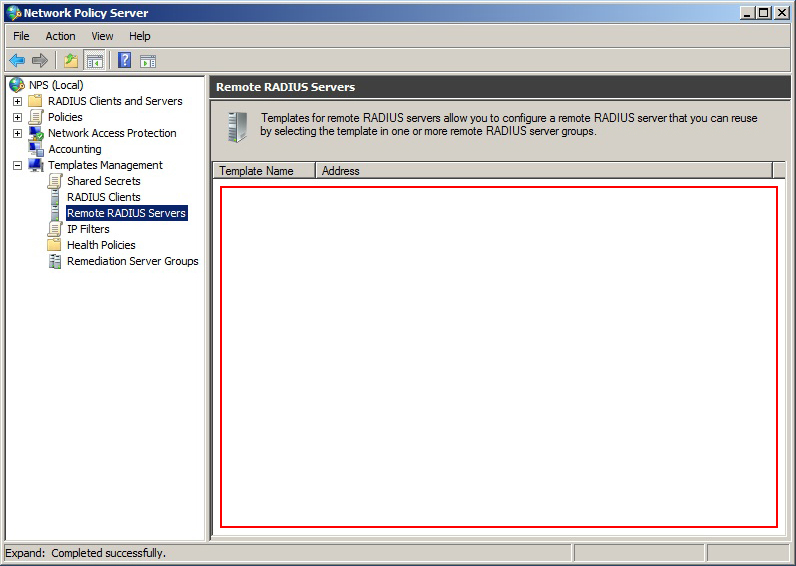 Network Policy Server
File Action View Help
NPS (Local)
RADIUS Clients and Servers
Policies
Network Access Protection
Accounting
Templates Management
Shared Secrets
RADIUS Clients
Remote RADIUS Servers
IP Filters
Health Policies
Remediation Server Groups
Remote RADIUS Servers
Templates for remote RADIUS servers allow you to configure a remote RADIUS server that you can reuse
by selecting the template in one or more remote RADIUS server groups.
Template Name Address
Expand: Completed successfully.